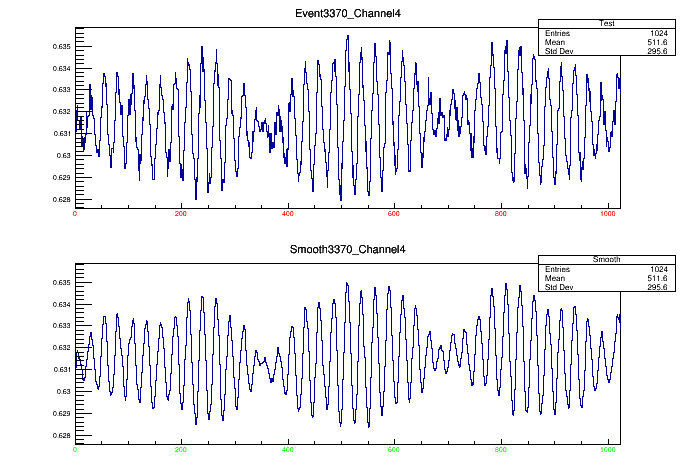 Event3370_Channel4
Test
Entries 1024
Mean 511.6
Std Dev 295.6
0.635
0.634
0.633
0.632
0.631
0.63
0.629
0.628
0 200 400 600 800 1000
Smooth3370_Channel4
Smooth
Entries 1024
Mean 511.6
Std Dev 295.6
0.635
0.634
0.633
0.632
0.631
0.63
0.629
0.628
0 200 400 600 800 1000